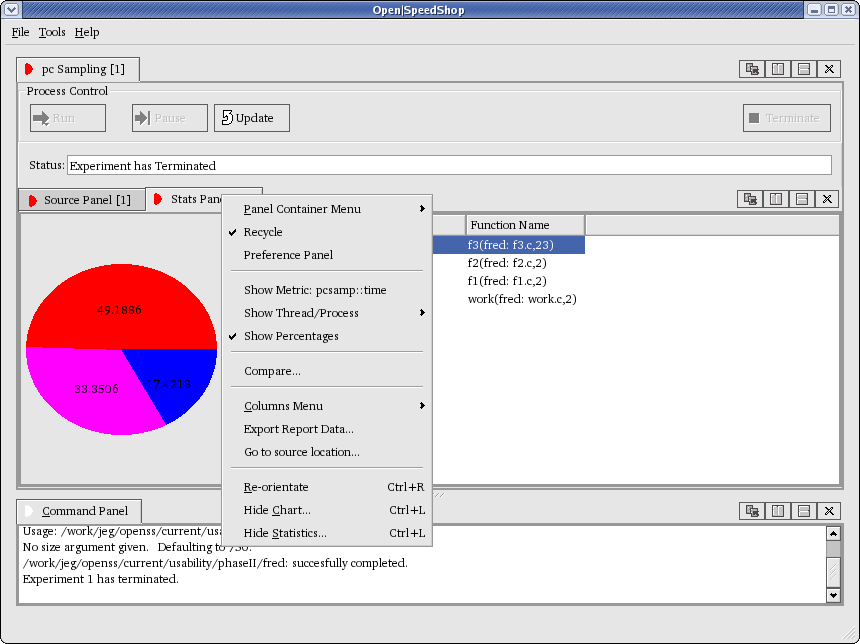 Open|SpeedShop
File Tools Help
pc Sampling [1]
Process Control
Run Pause Update Terminate
Status: Experiment has Terminated
Source Panel [1] Stats Pan
Panel Container Menu
Recycle
Preference Panel
Show Metric: pcsamp::time
Show Thread/Process
Show Percentages
Compare...
Columns Menu
Export Report Data...
Go to source location...
Re-orientate Ctrl+R
Hide Chart... Ctrl+L
Hide Statistics... Ctrl+L
Function Name
f3(fred: f3.c,23)
f2(fred: f2.c,2)
f1(fred: f1.c,2)
work(fred: work.c,2)
49.1886
33.3506
17.4218
Command Panel
Usage: /work/jeg/openss/current/usa
No size argument given. Defaulting to 750.
/work/jeg/openss/current/usability/phaseII/fred: succesfully completed.
Experiment 1 has terminated.